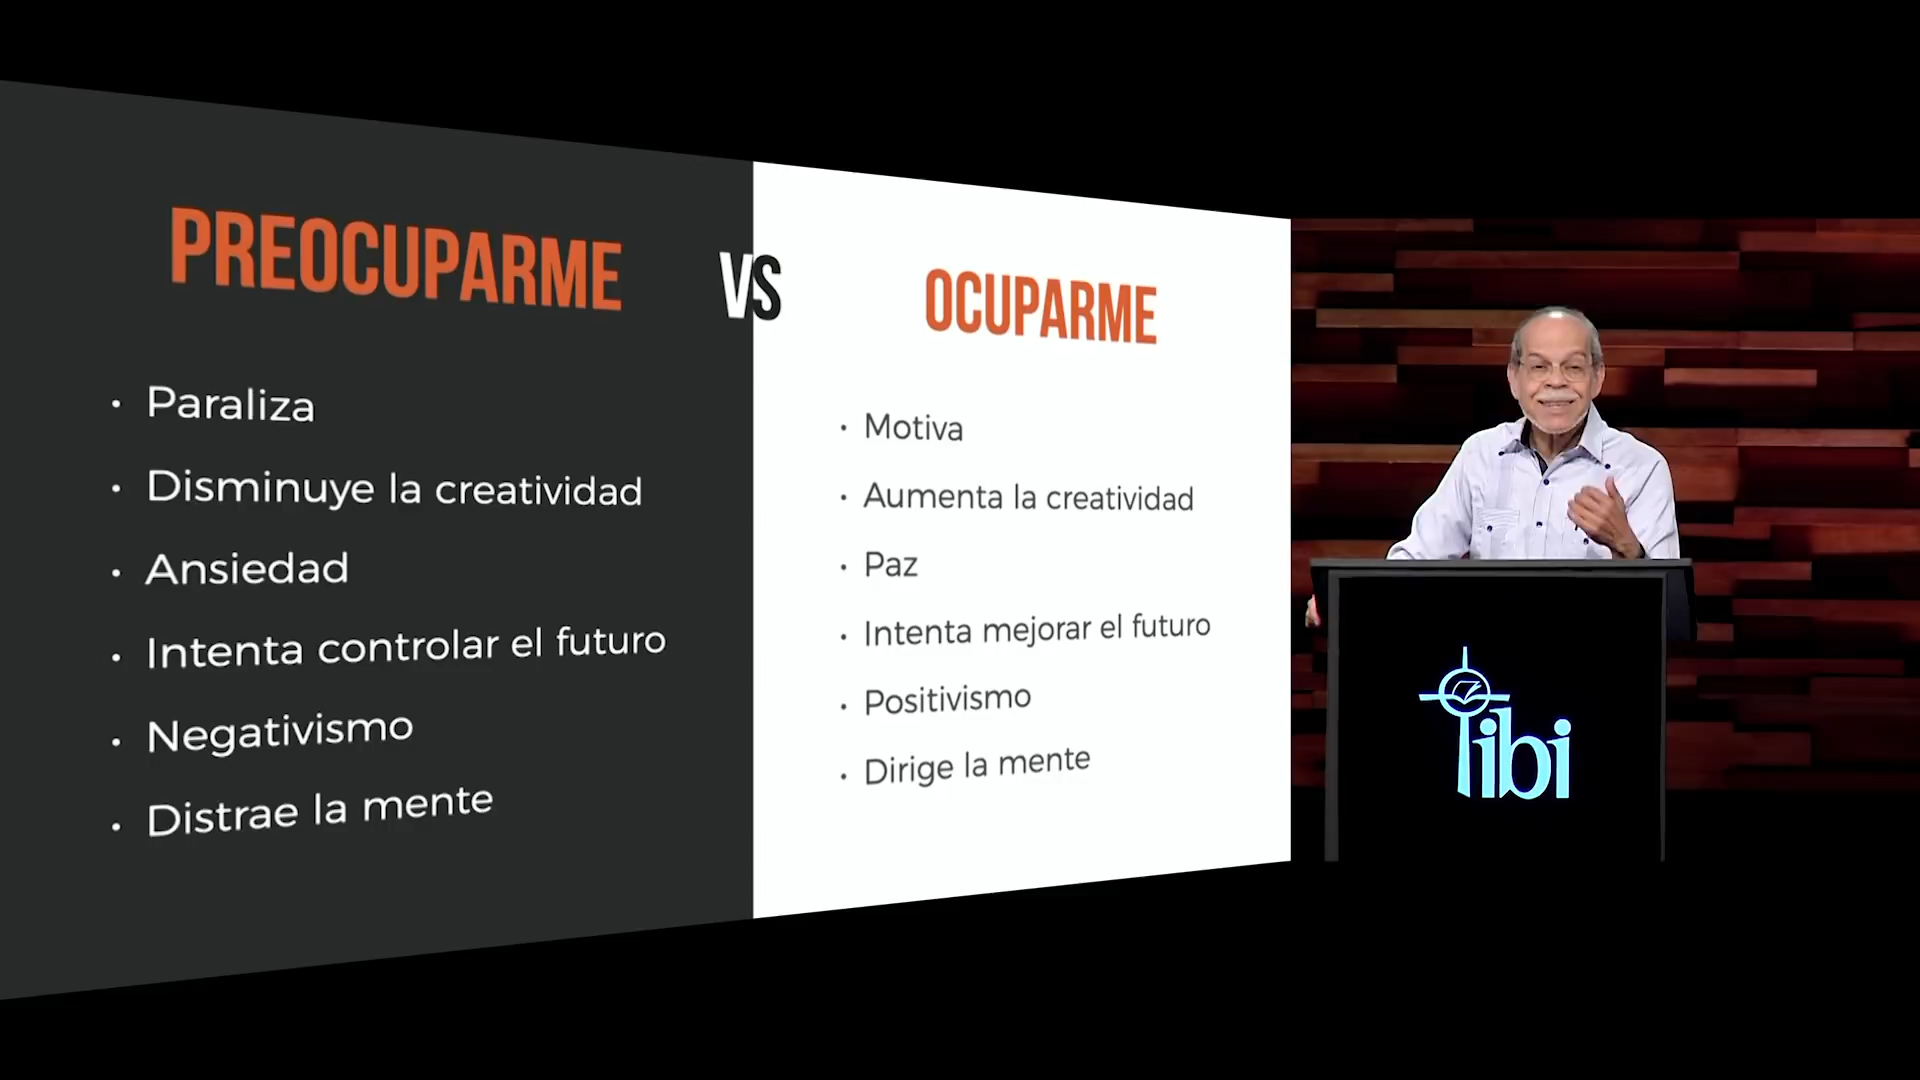 PREOCUPARME
VS
OCUPARME
• Paraliza
• Disminuye la creatividad
• Ansiedad
• Intenta controlar el futuro
• Negativismo
• Distrae la mente
• Motiva
• Aumenta la creatividad
• Paz
• Intenta mejorar el futuro
• Positivismo
• Dirige la mente
ibi